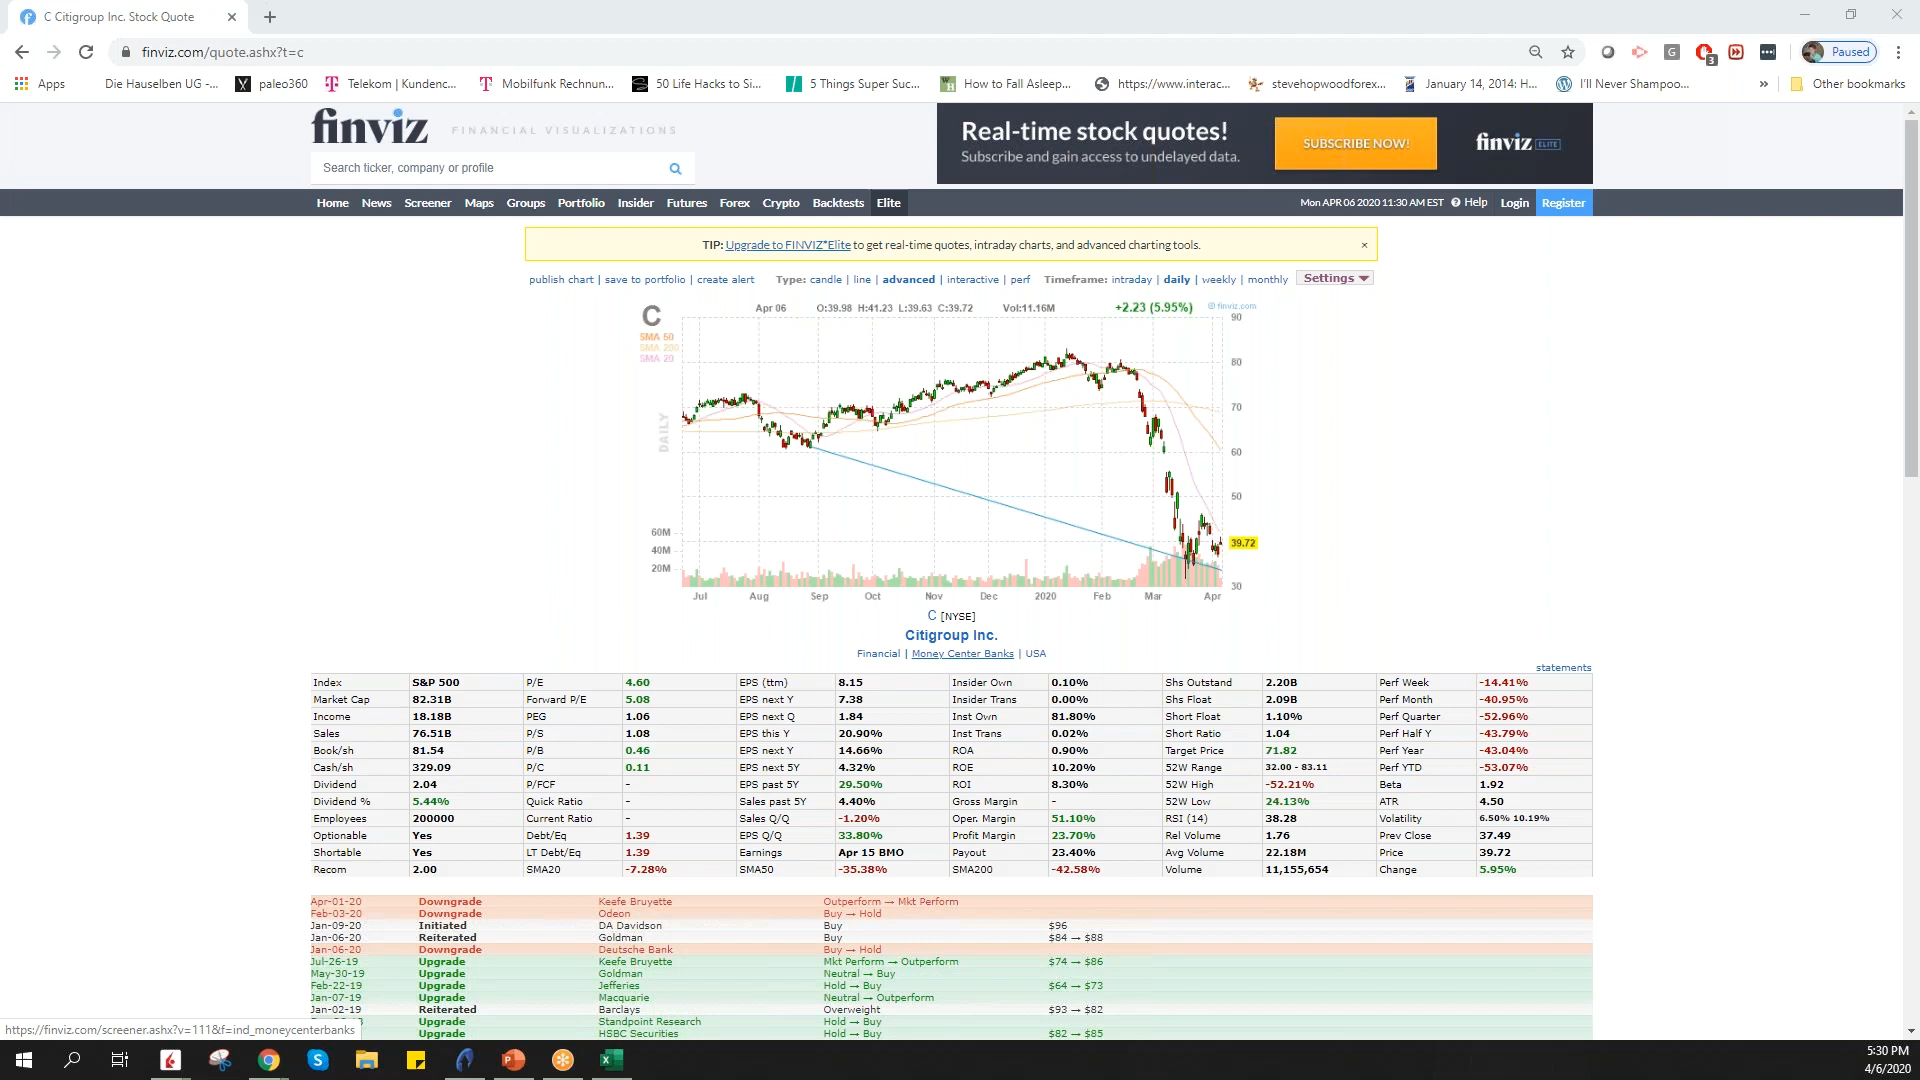 C Citigroup Inc. Stock Quote
finviz.com/quote.ashx?t=c
Paused
Apps Die Hauselben UG -... paleo360 Telekom | Kundenc... Mobilfunk Rechnun... 50 Life Hacks to Si... 5 Things Super Suc... How to Fall Asleep... https://www.interac... stevehopwoodforex... January 14, 2014: H... I'll Never Shampoo... » Other bookmarks
finviz FINANCIAL VISUALIZATIONS
Real-time stock quotes!
Subscribe and gain access to undelayed data.
SUBSCRIBE NOW!
finviz ELITE
Search ticker, company or profile
Home News Screener Maps Groups Portfolio Insider Futures Forex Crypto Backtests Elite Mon APR 06 2020 11:30 AM EST Help Login Register
TIP: Upgrade to FINVIZ*Elite to get real-time quotes, intraday charts, and advanced charting tools. ×
publish chart | save to portfolio | create alert Type: candle | line | advanced | interactive | perf Timeframe: intraday | daily | weekly | monthly Settings
C Apr 06 O:39.98 H:41.23 L:39.63 C:39.72 Vol:11.16M +2.23 (5.95%) © finviz.com
SMA 50
SMA 200
SMA 20
DAILY
90
80
70
60
50
39.72
30
60M
40M
20M
Jul Aug Sep Oct Nov Dec 2020 Feb Mar Apr
C [NYSE]
Citigroup Inc.
Financial | Money Center Banks | USA
statements
Index S&P 500 P/E 4.60 EPS (ttm) 8.15 Insider Own 0.10% Shs Outstand 2.20B Perf Week -14.41%
Market Cap 82.31B Forward P/E 5.08 EPS next Y 7.38 Insider Trans 0.00% Shs Float 2.09B Perf Month -40.95%
Income 18.18B PEG 1.06 EPS next Q 1.84 Inst Own 81.80% Short Float 1.10% Perf Quarter -52.96%
Sales 76.51B P/S 1.08 EPS this Y 20.90% Inst Trans 0.02% Short Ratio 1.04 Perf Half Y -43.79%
Book/sh 81.54 P/B 0.46 EPS next Y 14.66% ROA 0.90% Target Price 71.82 Perf Year -43.04%
Cash/sh 329.09 P/C 0.11 EPS next 5Y 4.32% ROE 10.20% 52W Range 32.00 - 83.11 Perf YTD -53.07%
Dividend 2.04 P/FCF - EPS past 5Y 29.50% ROI 8.30% 52W High -52.21% Beta 1.92
Dividend % 5.44% Quick Ratio - Sales past 5Y 4.40% Gross Margin - 52W Low 24.13% ATR 4.50
Employees 200000 Current Ratio - Sales Q/Q -1.20% Oper. Margin 51.10% RSI (14) 38.28 Volatility 6.50% 10.19%
Optionable Yes Debt/Eq 1.39 EPS Q/Q 33.80% Profit Margin 23.70% Rel Volume 1.76 Prev Close 37.49
Shortable Yes LT Debt/Eq 1.39 Earnings Apr 15 BMO Payout 23.40% Avg Volume 22.18M Price 39.72
Recom 2.00 SMA20 -7.28% SMA50 -35.38% SMA200 -42.58% Volume 11,155,654 Change 5.95%
Apr-01-20 Downgrade Keefe Bruyette Outperform → Mkt Perform
Feb-03-20 Downgrade Odeon Buy → Hold
Jan-09-20 Initiated DA Davidson Buy $96
Jan-06-20 Reiterated Goldman Buy $84 → $88
Jan-06-20 Downgrade Deutsche Bank Buy → Hold
Jul-26-19 Upgrade Keefe Bruyette Mkt Perform → Outperform $74 → $86
May-30-19 Upgrade Goldman Neutral → Buy
Feb-22-19 Upgrade Jefferies Hold → Buy $64 → $73
Jan-07-19 Upgrade Macquarie Neutral → Outperform
Jan-02-19 Reiterated Barclays Overweight $93 → $82
Upgrade Standpoint Research Hold → Buy
Upgrade HSBC Securities Hold → Buy $82 → $85
https://finviz.com/screener.ashx?v=111&f=ind_moneycenterbanks
5:30 PM
4/6/2020